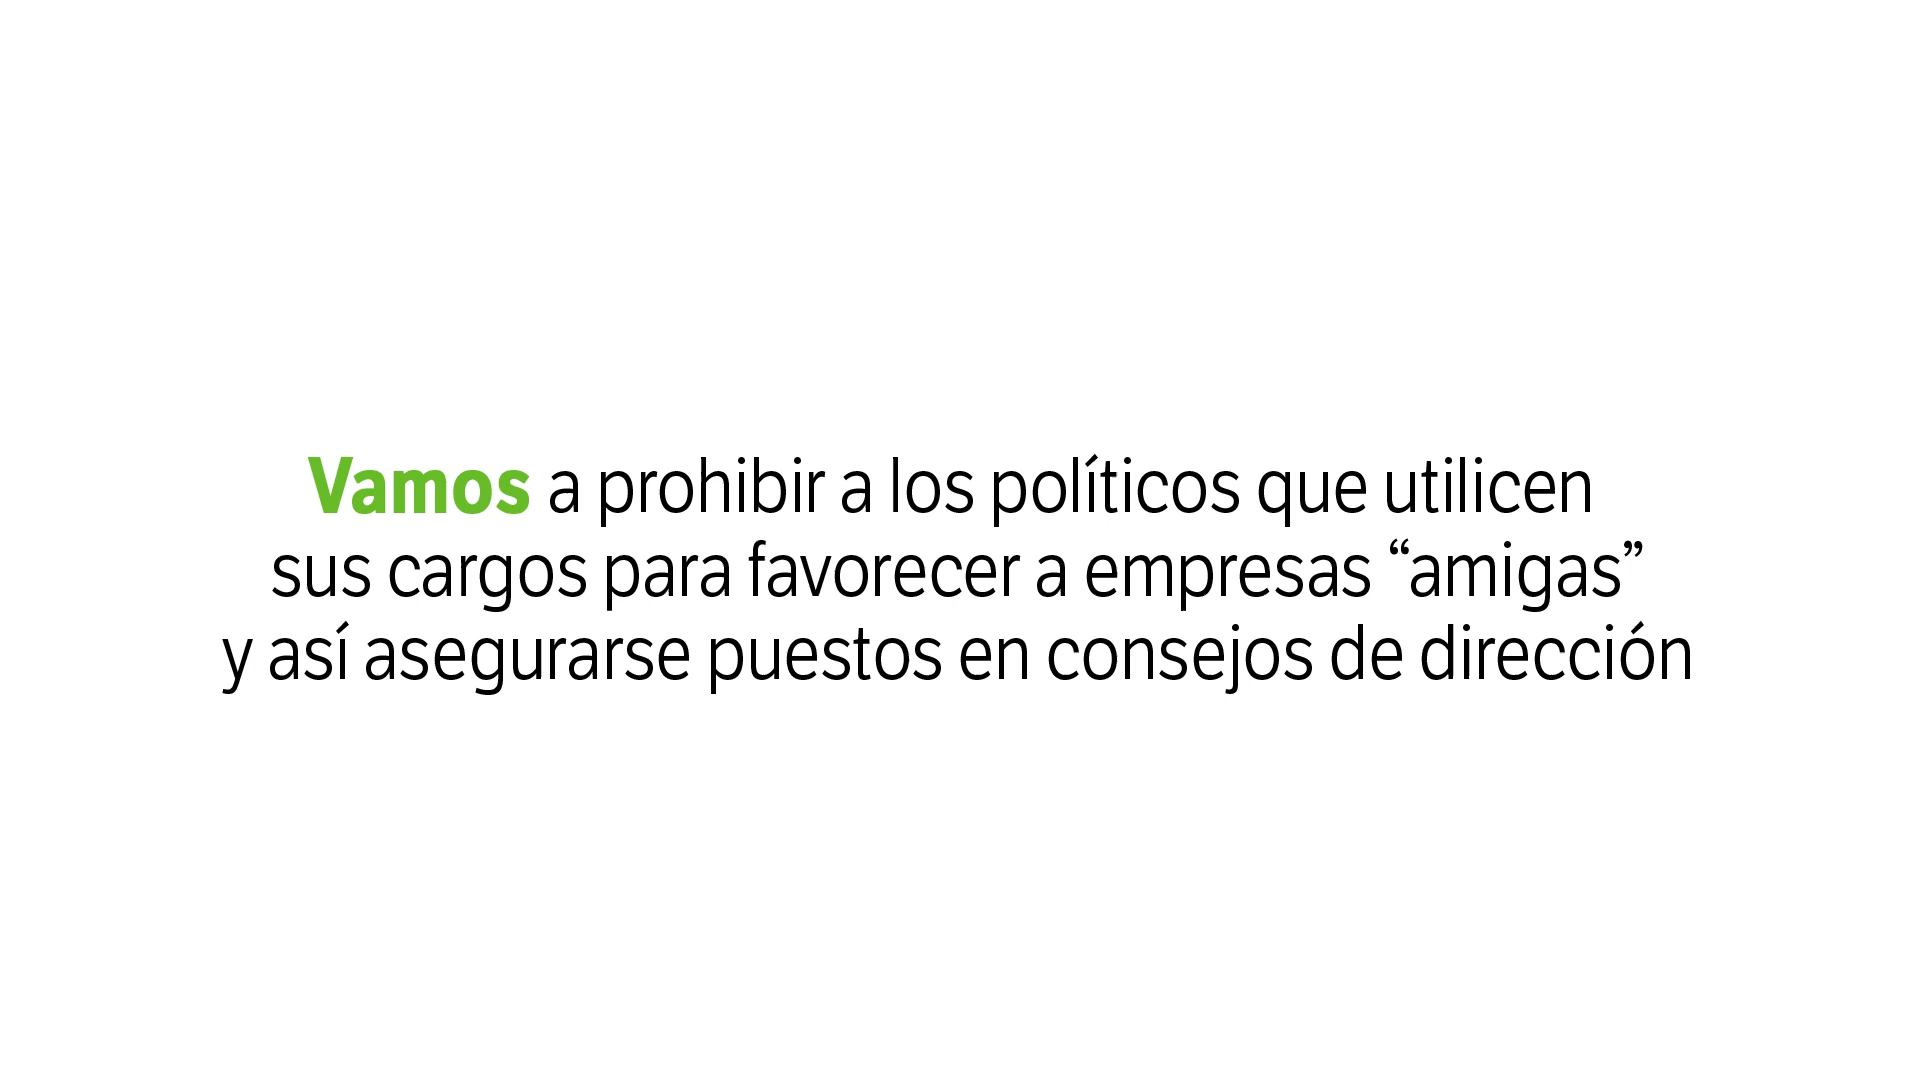 Vamos a prohibir a los políticos que utilicen
sus cargos para favorecer a empresas “amigas”
y así asegurarse puestos en consejos de dirección